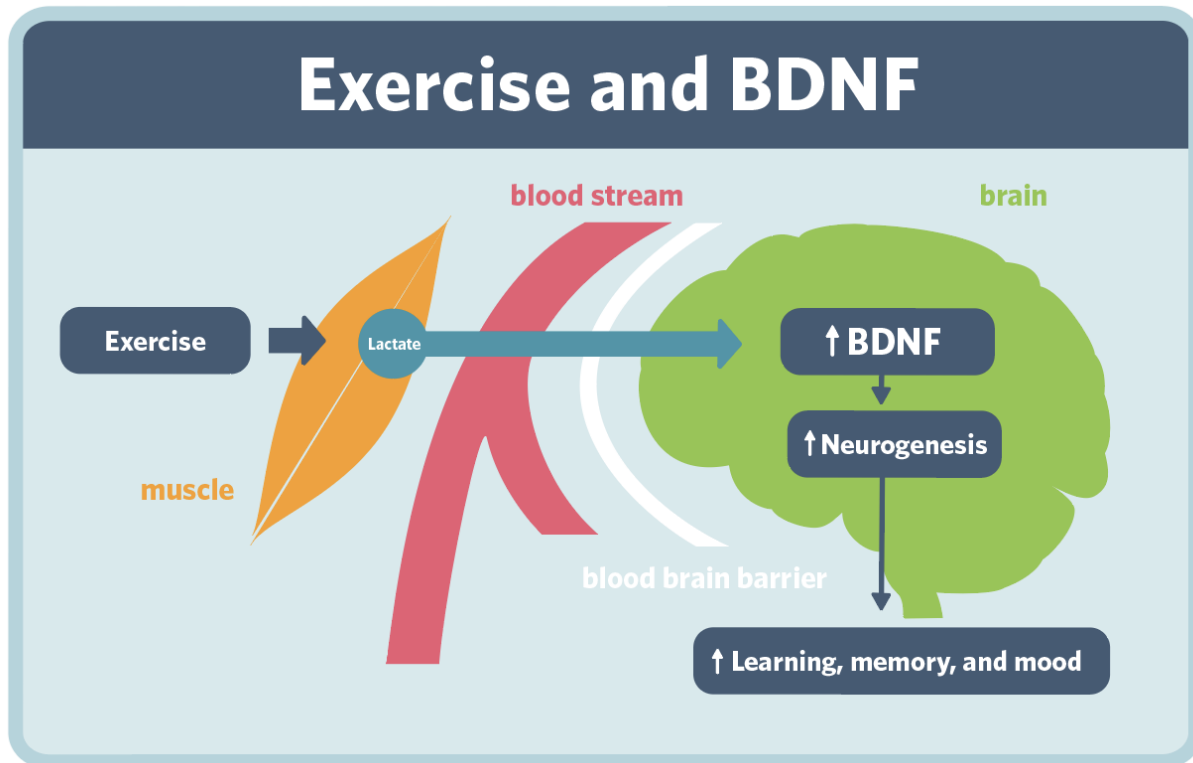 Exercise and BDNF
blood stream
brain
Exercise
Lactate
↑ BDNF
↑ Neurogenesis
muscle
blood brain barrier
↑ Learning, memory, and mood